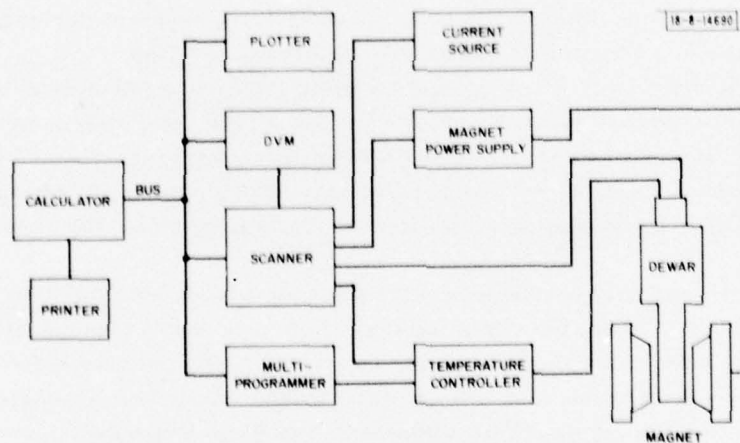 18-8-14690
PLOTTER
CURRENT
SOURCE
DVM
MAGNET
POWER SUPPLY
CALCULATOR
BUS
SCANNER
DEWAR
PRINTER
MULTI-
PROGRAMMER
TEMPERATURE
CONTROLLER
MAGNET